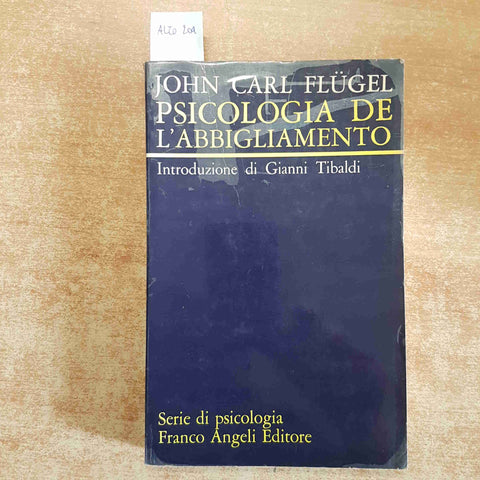 ALTO 20A
JOHN CARL FLÜGEL
PSICOLOGIA DE
L'ABBIGLIAMENTO
Introduzione di Gianni Tibaldi
Serie di psicologia
Franco Angeli Editore